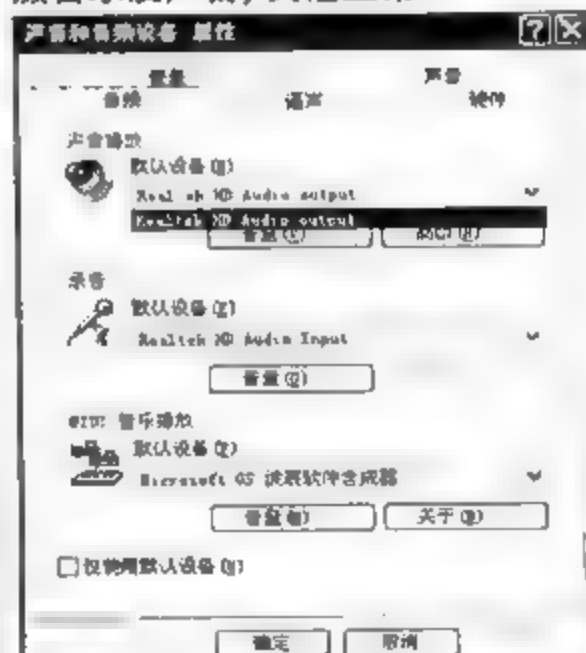 声音和音频设备 属性
音量 声音
音频 语声 硬件
声音播放
默认设备(D)
Realtek HD Audio output
Realtek HD Audio output
音量(V) 高级(R)
录音
默认设备(E)
Realtek HD Audio Input
音量(O)
MIDI 音乐播放
默认设备(F)
Microsoft GS 波表软件合成器
音量(M) 关于(B)
仅使用默认设备(U)
确定 取消